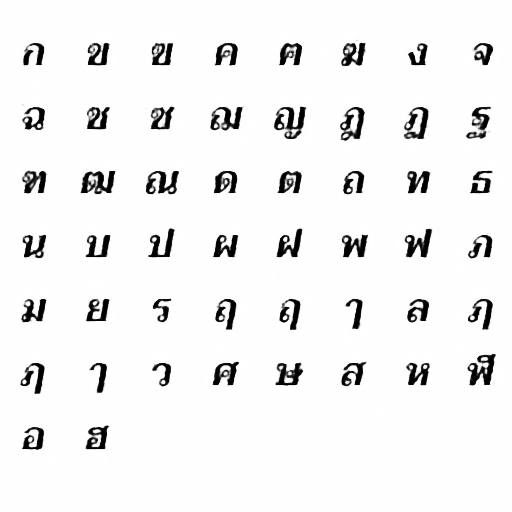 ก ข ฃ ค ฅ ฆ ง จ
ฉ ช ซ ฌ ญ ฎ ฏ ฐ
ฑ ฒ ณ ด ต ถ ท ธ
น บ ป ผ ฝ พ ฟ ภ
ม ย ร ฤ ฤ ๅ ล ฦ
ฦ ๅ ว ศ ษ ส ห ฬ
อ ฮ